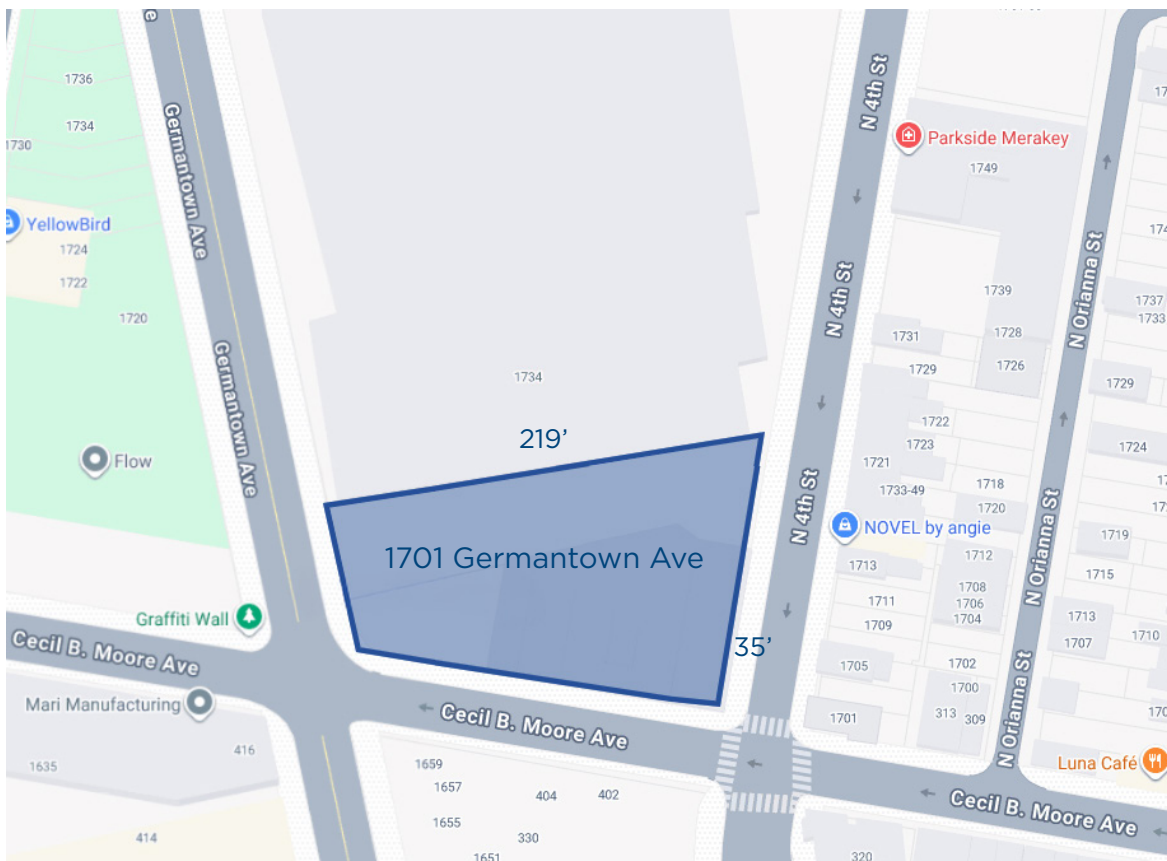 1736
1734
1730
YellowBird
1724
1722
1720
Germantown Ave
Germantown Ave
Flow
Graffiti Wall
Cecil B. Moore Ave
Mari Manufacturing
416
1635
414
1734
219’
1701 Germantown Ave
35’
Cecil B. Moore Ave
1659
1657
404
402
1655
330
1651
N 4th St
N 4th St
N 4th St
Parkside Merakey
1749
1739
1731
1728
1729
1726
1722
1723
1721
1718
1733-49
1720
NOVEL by angie
1712
1713
1708
1711
1706
1709
1704
1705
1702
1700
1701
313
309
N Orianna St
N Orianna St
N Orianna St
1737
1733
1729
1724
1719
1715
1713
1710
1707
Luna Café
Cecil B. Moore Ave
320